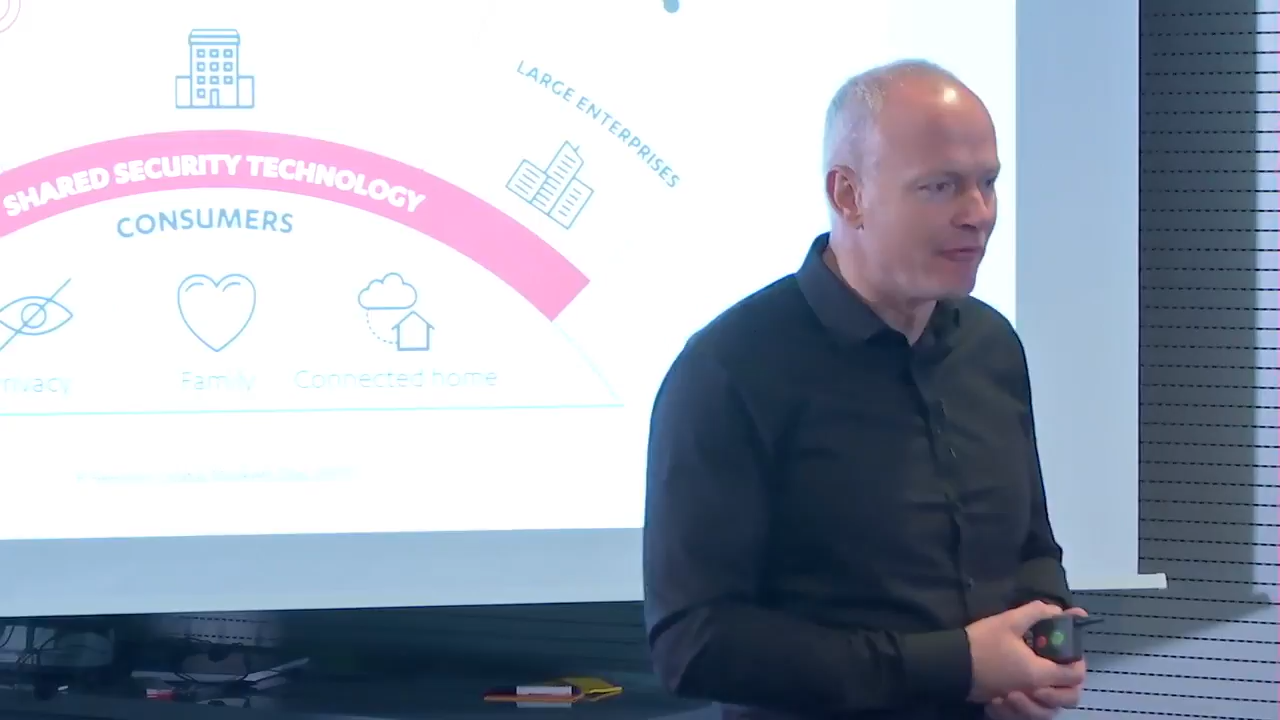 LARGE ENTERPRISES
SHARED SECURITY TECHNOLOGY
CONSUMERS
Family
Connected home